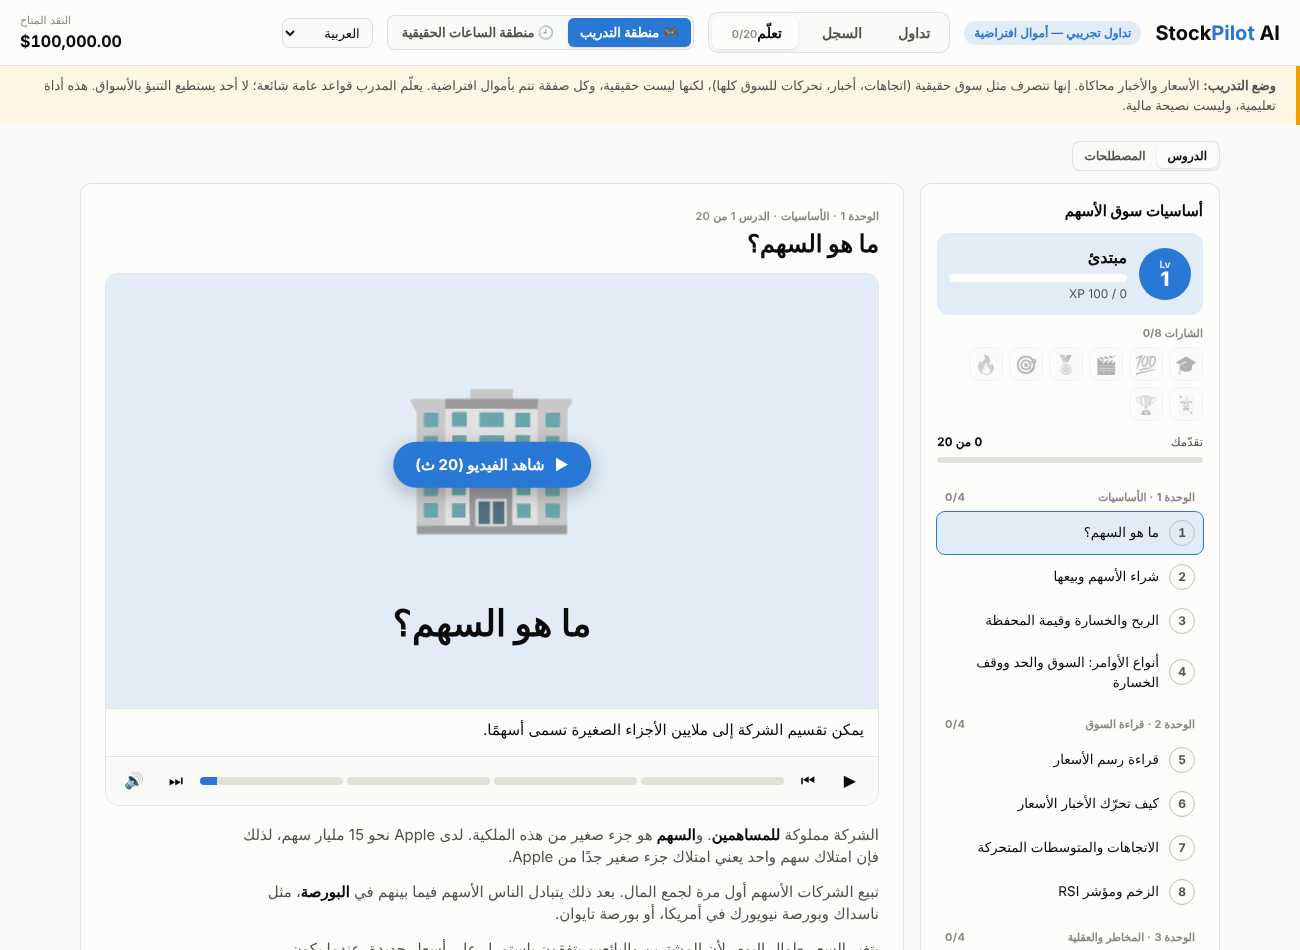 StockPilot AI
تداول تجريبي — أموال افتراضية
تداول
السجل
تعلّم 0/20
🎮 منطقة التدريب
🕘 منطقة الساعات الحقيقية
العربية
النقد المتاح
$100,000.00
وضع التدريب: الأسعار والأخبار محاكاة. إنها تتصرف مثل سوق حقيقية (اتجاهات، أخبار، تحركات للسوق كلها)، لكنها ليست حقيقية، وكل صفقة تتم بأموال افتراضية. يعلّم المدرب قواعد عامة شائعة؛ لا أحد يستطيع التنبؤ بالأسواق. هذه أداة
تعليمية، وليست نصيحة مالية.
الدروس
المصطلحات
أساسيات سوق الأسهم
Lv
1
مبتدئ
0 / 100 XP
الشارات 0/8
تقدّمك
0 من 20
الوحدة 1 · الأساسيات
0/4
1 ما هو السهم؟
2 شراء الأسهم وبيعها
3 الربح والخسارة وقيمة المحفظة
4 أنواع الأوامر: السوق والحد ووقف
الخسارة
الوحدة 2 · قراءة السوق
0/4
5 قراءة رسم الأسعار
6 كيف تحرّك الأخبار الأسعار
7 الاتجاهات والمتوسطات المتحركة
8 الزخم ومؤشر RSI
الوحدة 3 · المخاطر والعقلية
0/4
الوحدة 1 · الأساسيات · الدرس 1 من 20
ما هو السهم؟
شاهد الفيديو (20 ث)
ما هو السهم؟
يمكن تقسيم الشركة إلى ملايين الأجزاء الصغيرة تسمى أسهمًا.
الشركة مملوكة للمساهمين. والسهم هو جزء صغير من هذه الملكية. لدى Apple نحو 15 مليار سهم، لذلك
فإن امتلاك سهم واحد يعني امتلاك جزء صغير جدًا من Apple.
تبيع الشركات الأسهم أول مرة لجمع المال. بعد ذلك يتبادل الناس الأسهم فيما بينهم في البورصة، مثل
ناسداك وبورصة نيويورك في أمريكا، أو بورصة تايوان.